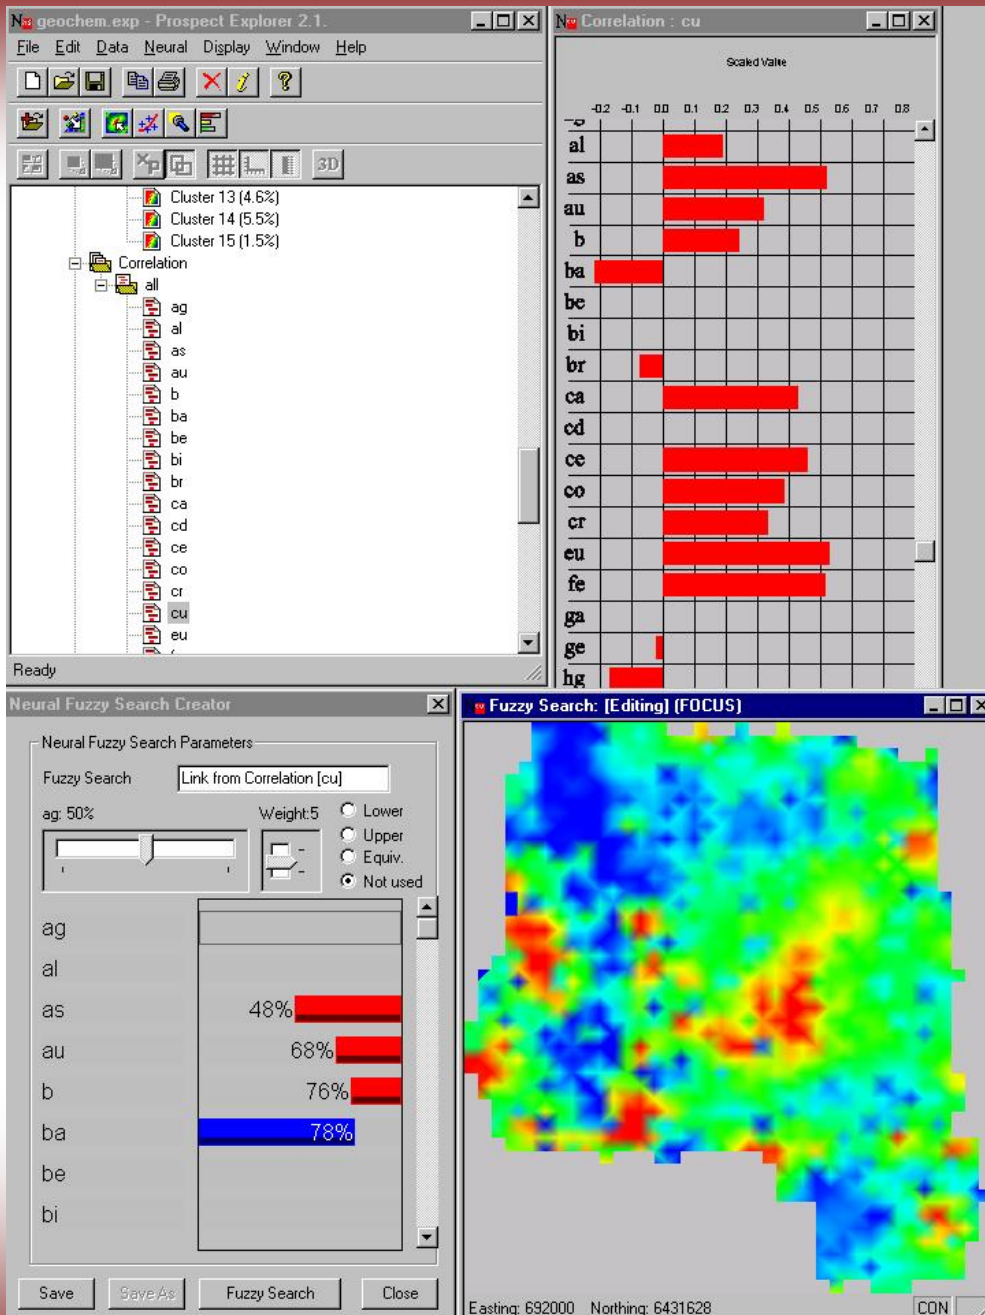 geochem.exp - Prospect Explorer 2.1.
File Edit Data Neural Display Window Help
3D
Cluster 13 (4.6%)
Cluster 14 (5.5%)
Cluster 15 (1.5%)
Correlation
all
ag
al
as
au
b
ba
be
bi
br
ca
cd
ce
co
cr
cu
eu
Ready
Correlation : cu
Scaled Value
-0.2 -0.1 0.0 0.1 0.2 0.3 0.4 0.5 0.6 0.7 0.8
al
as
au
b
ba
be
bi
br
ca
cd
ce
co
cr
eu
fe
ga
ge
hg
Neural Fuzzy Search Creator
Neural Fuzzy Search Parameters
Fuzzy Search Link from Correlation [cu]
ag: 50% Weight:5
Lower
Upper
Equiv.
Not used
ag
al
as 48%
au 68%
b 76%
ba 78%
be
bi
Save Save As Fuzzy Search Close
Fuzzy Search: [Editing] (FOCUS)
Easting: 692000 Northing: 6431628 CON